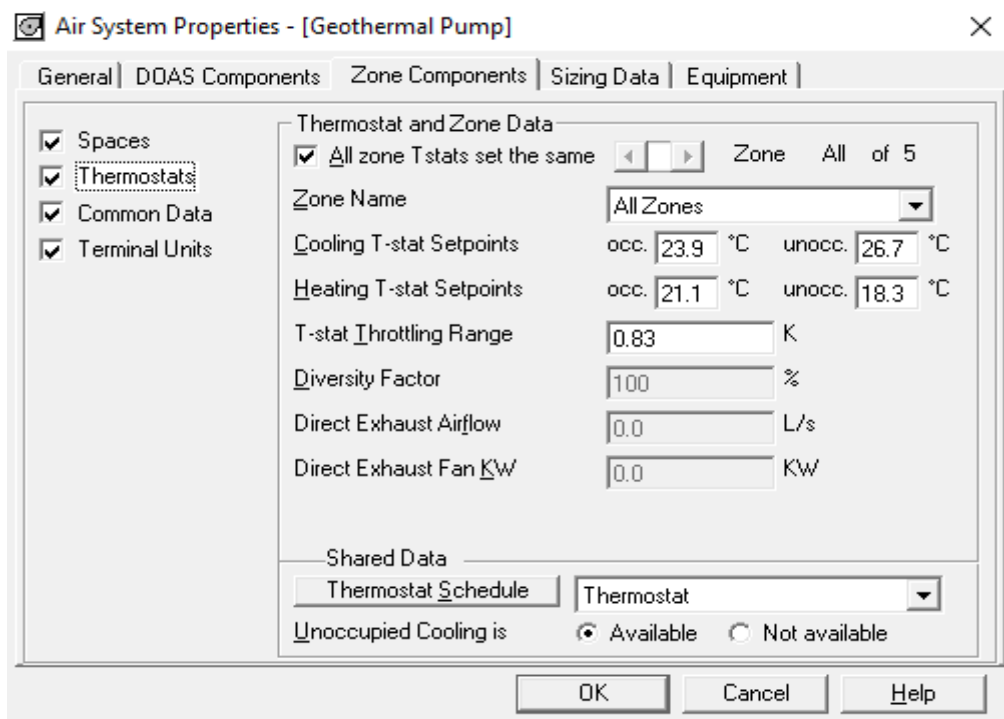 Air System Properties - [Geothermal Pump]
General DOAS Components Zone Components Sizing Data Equipment
Spaces
Thermostats
Common Data
Terminal Units
Thermostat and Zone Data
All zone Tstats set the same Zone All of 5
Zone Name All Zones
Cooling T-stat Setpoints occ. 23.9 °C unocc. 26.7 °C
Heating T-stat Setpoints occ. 21.1 °C unocc. 18.3 °C
T-stat Throttling Range 0.83 K
Diversity Factor 100 %
Direct Exhaust Airflow 0.0 L/s
Direct Exhaust Fan KW 0.0 KW
Shared Data
Thermostat Schedule Thermostat
Unoccupied Cooling is Available Not available
OK Cancel Help